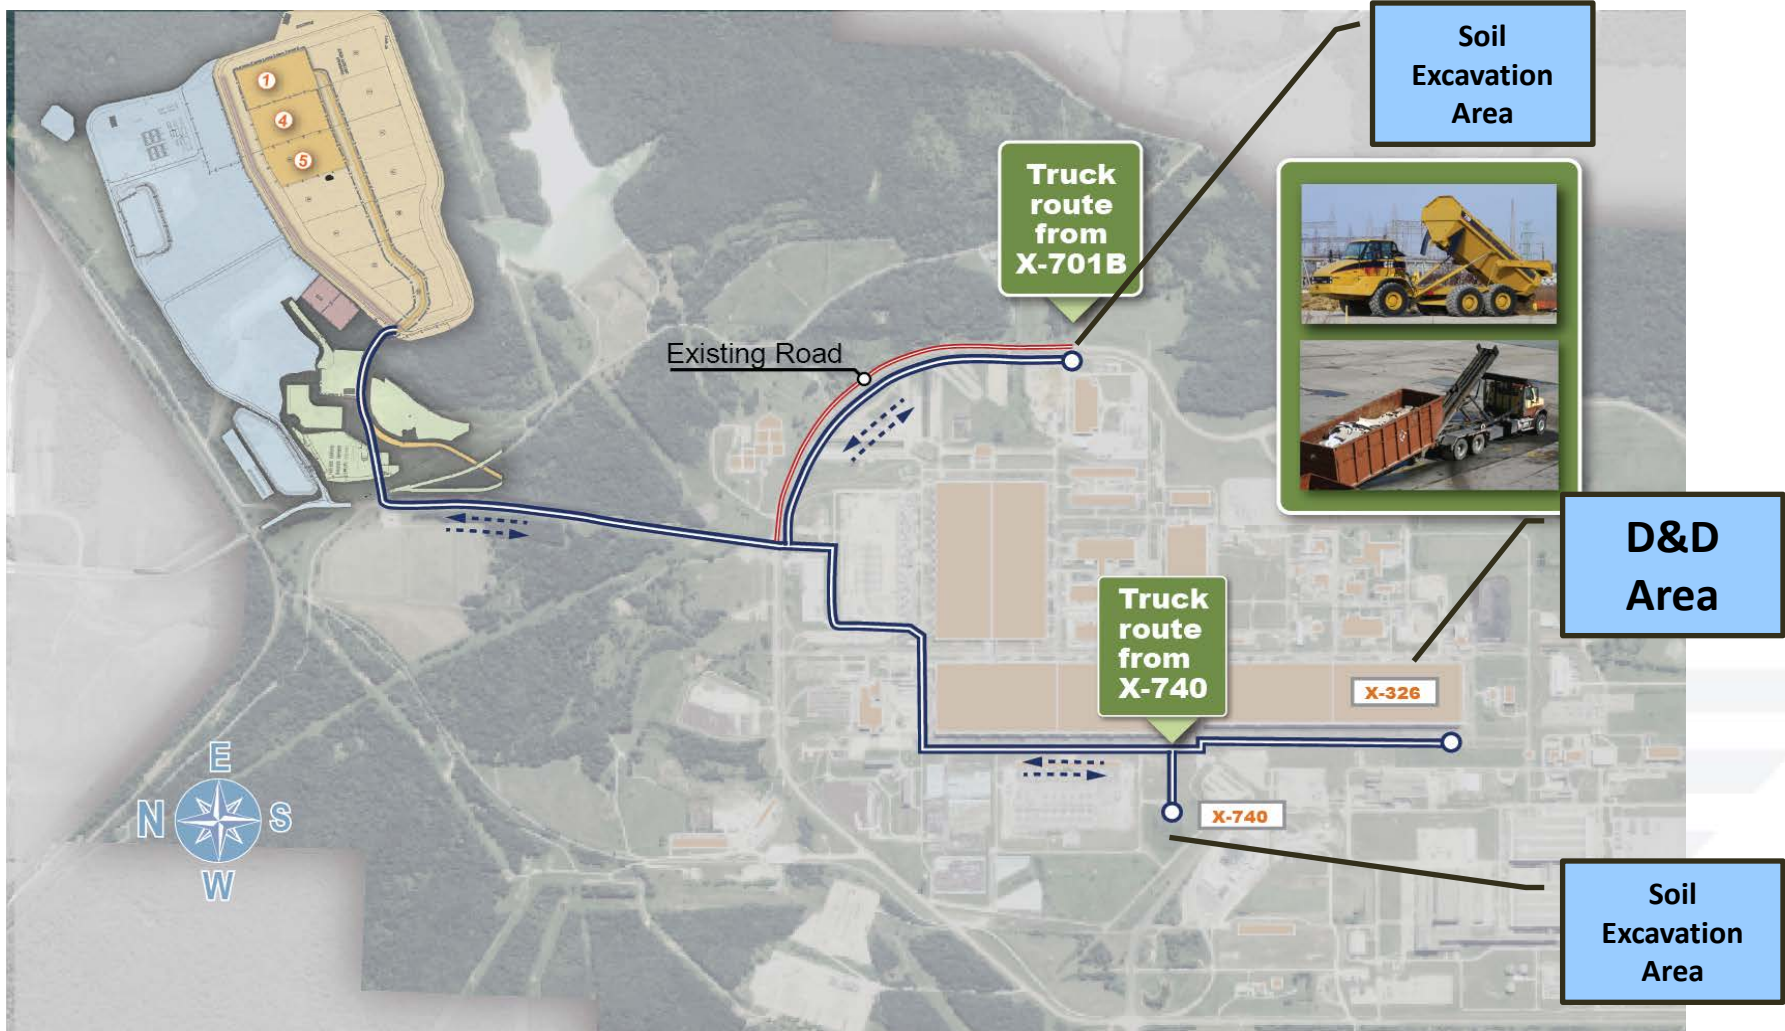 Soil
Excavation
Area
1
4
5
Truck
route
from
X-701B
Existing Road
D&D
Area
Truck
route
from
X-740
X-326
E
N
S
W
X-740
Soil
Excavation
Area